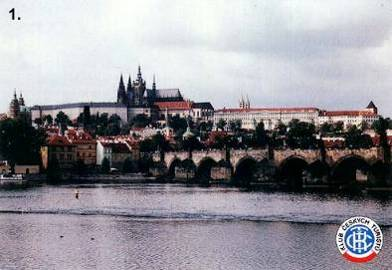 1.
KLUB ČESKÝCH TURISTŮ